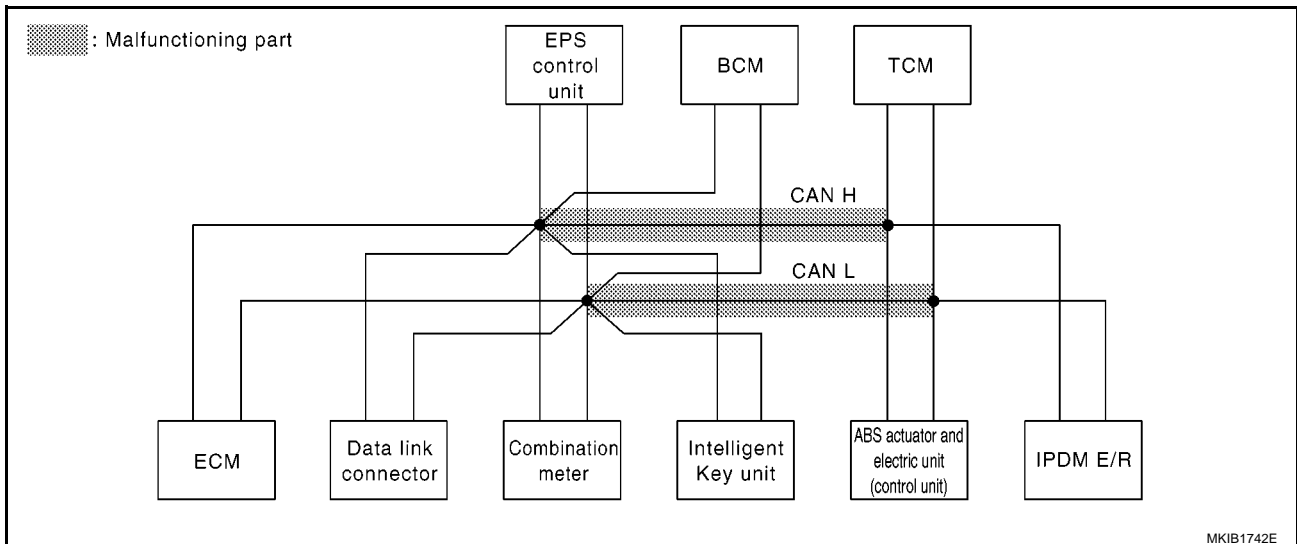 : Malfunctioning part
EPS
control
unit
BCM
TCM
CAN H
CAN L
ECM
Data link
connector
Combination
meter
Intelligent
Key unit
ABS actuator and
electric unit
(control unit)
IPDM E/R
MKIB1742E